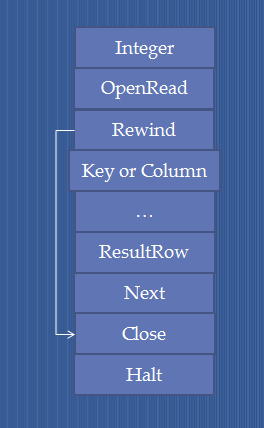 Integer
OpenRead
Rewind
Key or Column
…
ResultRow
Next
Close
Halt